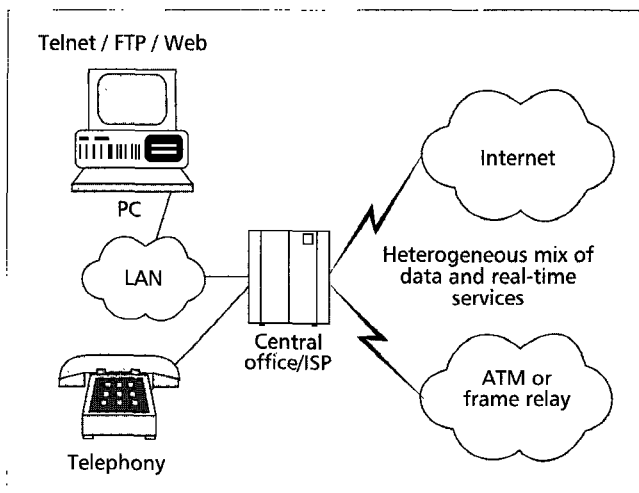 Telnet / FTP / Web
PC
LAN
Telephony
Central
office/ISP
Internet
Heterogeneous mix of
data and real-time
services
ATM or
frame relay